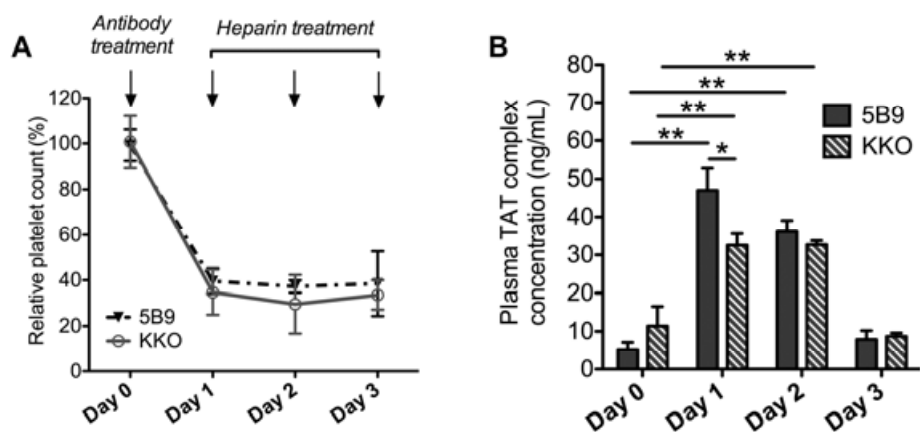 A
Antibody
treatment
Heparin treatment
Relative platelet count (%)
120
100
80
60
40
20
0
5B9
KKO
Day 0
Day 1
Day 2
Day 3
B
Plasma TAT complex
concentration (ng/mL)
80
70
60
50
40
30
20
10
0
**
**
**
**
*
5B9
KKO
Day 0
Day 1
Day 2
Day 3